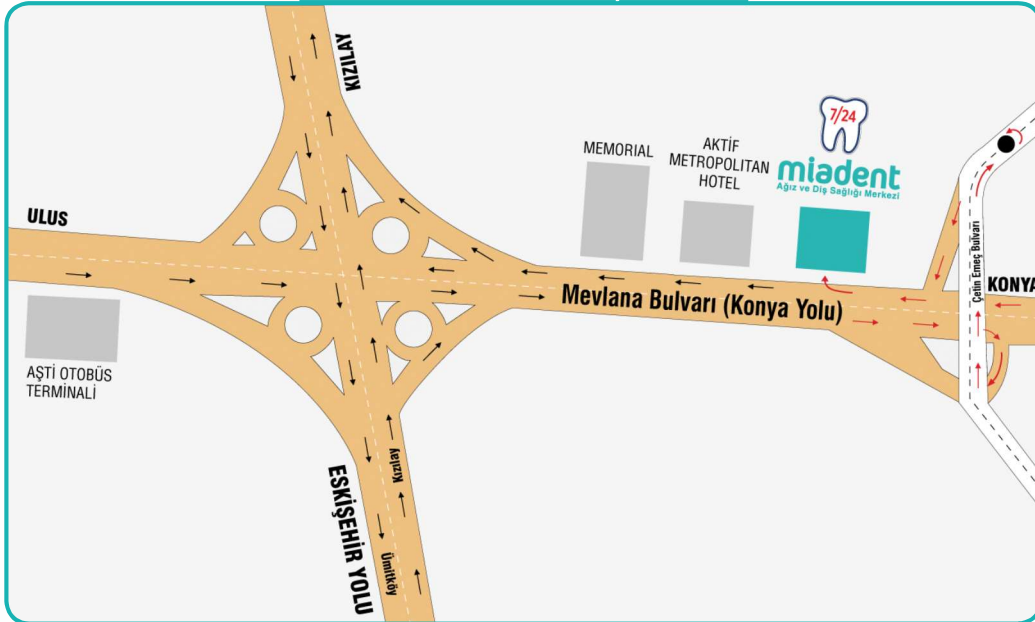 KIZILAY
7/24
miadent
Ağız ve Diş Sağlığı Merkezi
MEMORIAL
AKTİF
METROPOLITAN
HOTEL
ULUS
Çetin Emeç Bulvarı
KONYA
Mevlana Bulvarı (Konya Yolu)
AŞTİ OTOBÜS
TERMİNALİ
Kızılay
ESKİŞEHİR YOLU
Ümitköy